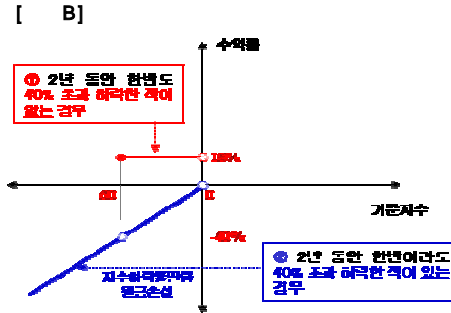 [ B]
수익률
① 2년 동안 한번도
40% 초과 하락한 적이
없는 경우
기준지수
-40%
② 2년 동안 한번이라도
40% 초과 하락한 적이 있는
경우
지수하락률만큼
원금손실